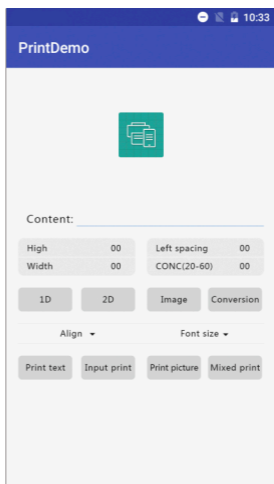 10:33
PrintDemo
Content:
High 00 Left spacing 00
Width 00 CONC(20-60) 00
1D 2D Image Conversion
Align Font size
Print text Input print Print picture Mixed print